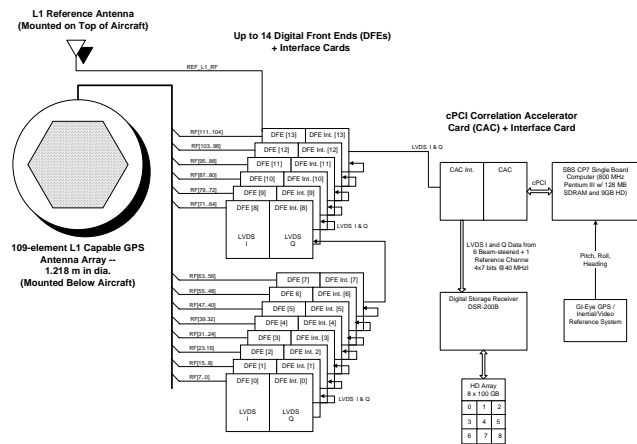 L1 Reference Antenna
(Mounted on Top of Aircraft)
REF_L1_RF
Up to 14 Digital Front Ends (DFEs)
+ Interface Cards
RF[111..104]
DFE [13]
DFE Int. [13]
RF[103..96]
DFE [12]
DFE Int. [12]
RF[95..88]
DFE [11]
DFE Int. [11]
RF[87..80]
DFE [10]
DFE Int. [10]
RF[79..72]
DFE [9]
DFE Int. [9]
RF[71..64]
DFE [8]
DFE Int. [8]
LVDS
I
LVDS
Q
LVDS I & Q
LVDS I & Q
109-element L1 Capable GPS
Antenna Array --
1.218 m in dia.
(Mounted Below Aircraft)
RF[63..56]
DFE [7]
DFE Int. [7]
RF[55..48]
DFE 6]
DFE Int. [6]
RF[47..40]
DFE [5]
DFE Int. [5]
RF[39.32]
DFE [4]
DFE Int. [4]
RF[31..24]
DFE [3]
DFE Int. [3]
RF[23.16]
DFE [2]
DFE Int. 2]
RF[15..8]
DFE [1]
DFE Int. [1]
RF[7..0]
DFE [0]
DFE Int. [0]
LVDS
I
LVDS
Q
LVDS I & Q
cPCI Correlation Accelerator
Card (CAC) + Interface Card
CAC Int.
CAC
cPCI
SBS CP7 Single Board
Computer (800 MHz
Pentium III w/ 128 MB
SDRAM and 9GB HD)
LVDS I and Q Data from
6 Beam-steered + 1
Reference Channe
4x7 bits @40 MHz!
Pitch, Roll,
Heading
Digital Storage Receiver
DSR-200B
GI-Eye GPS /
Inertial/Video
Reference System
HD Array
8 x 100 GB
0 1 2
3 4 5
6 7 8